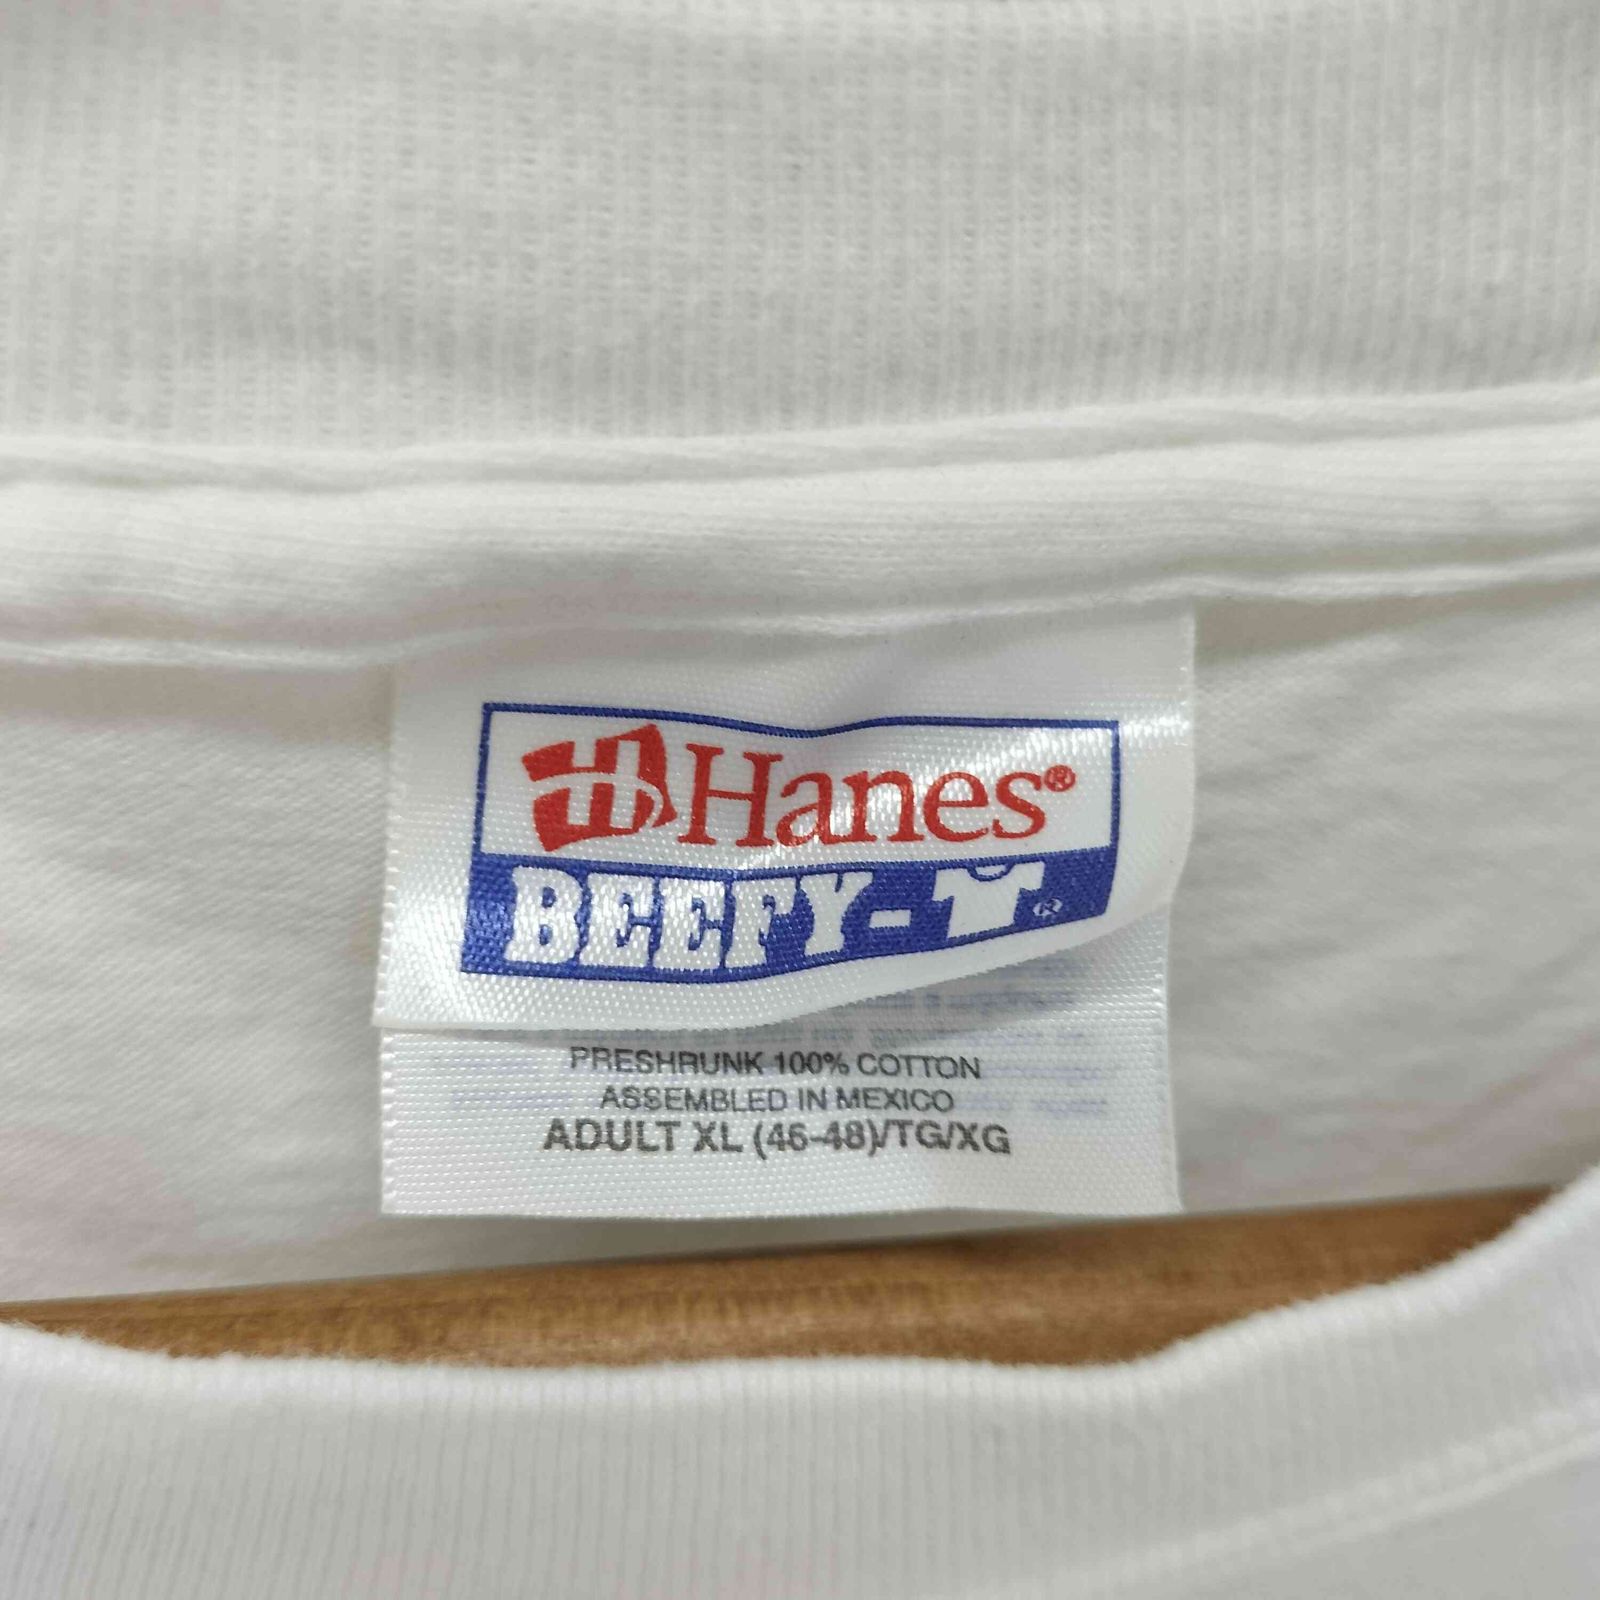 Hanes®
BEEFY-T®
PRESHRUNK 100% COTTON
ASSEMBLED IN MEXICO
ADULT XL (46-48)/TG/XG